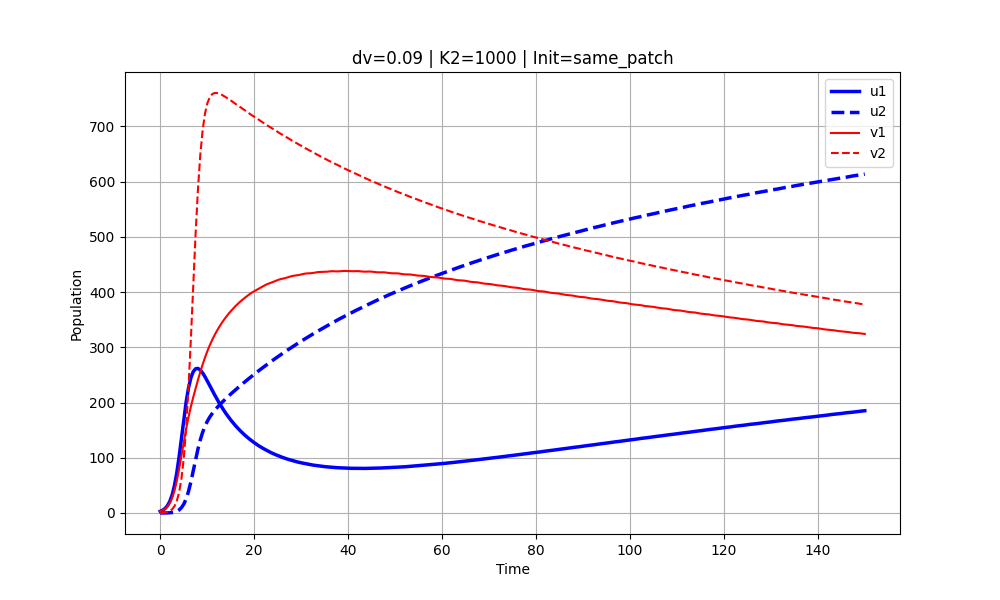 dv=0.09 | K2=1000 | Init=same_patch
u1
u2
v1
v2
Population
700
600
500
400
300
200
100
0
0 20 40 60 80 100 120 140
Time